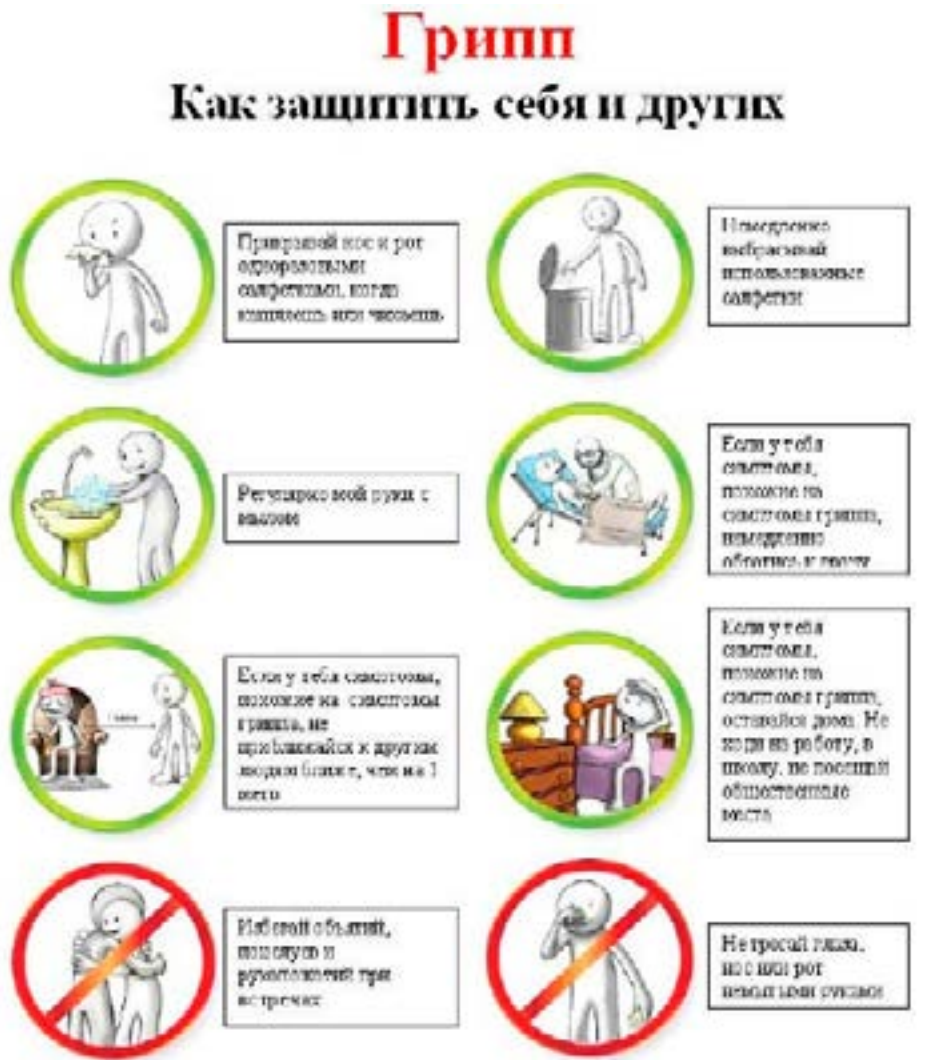 Грипп
Как защитить себя и других
Прикрывай нос и рот
одноразовыми
салфетками, когда
кашляешь или чихаешь
Немедленно
выбрасывай
использованные
салфетки
Регулярно мой руки с
мылом
Если у тебя
симптомы,
похожие на
симптомы гриппа,
немедленно
обратись к врачу
Если у тебя симптомы,
похожие на симптомы
гриппа, не
приближайся к другим
людям ближе, чем на 1
метр
Если у тебя
симптомы,
похожие на
симптомы гриппа,
оставайся дома. Не
ходи на работу, в
школу, не посещай
общественные
места
Избегай объятий,
поцелуев и
рукопожатий при
встречах
Не трогай глаза,
нос или рот
немытыми руками